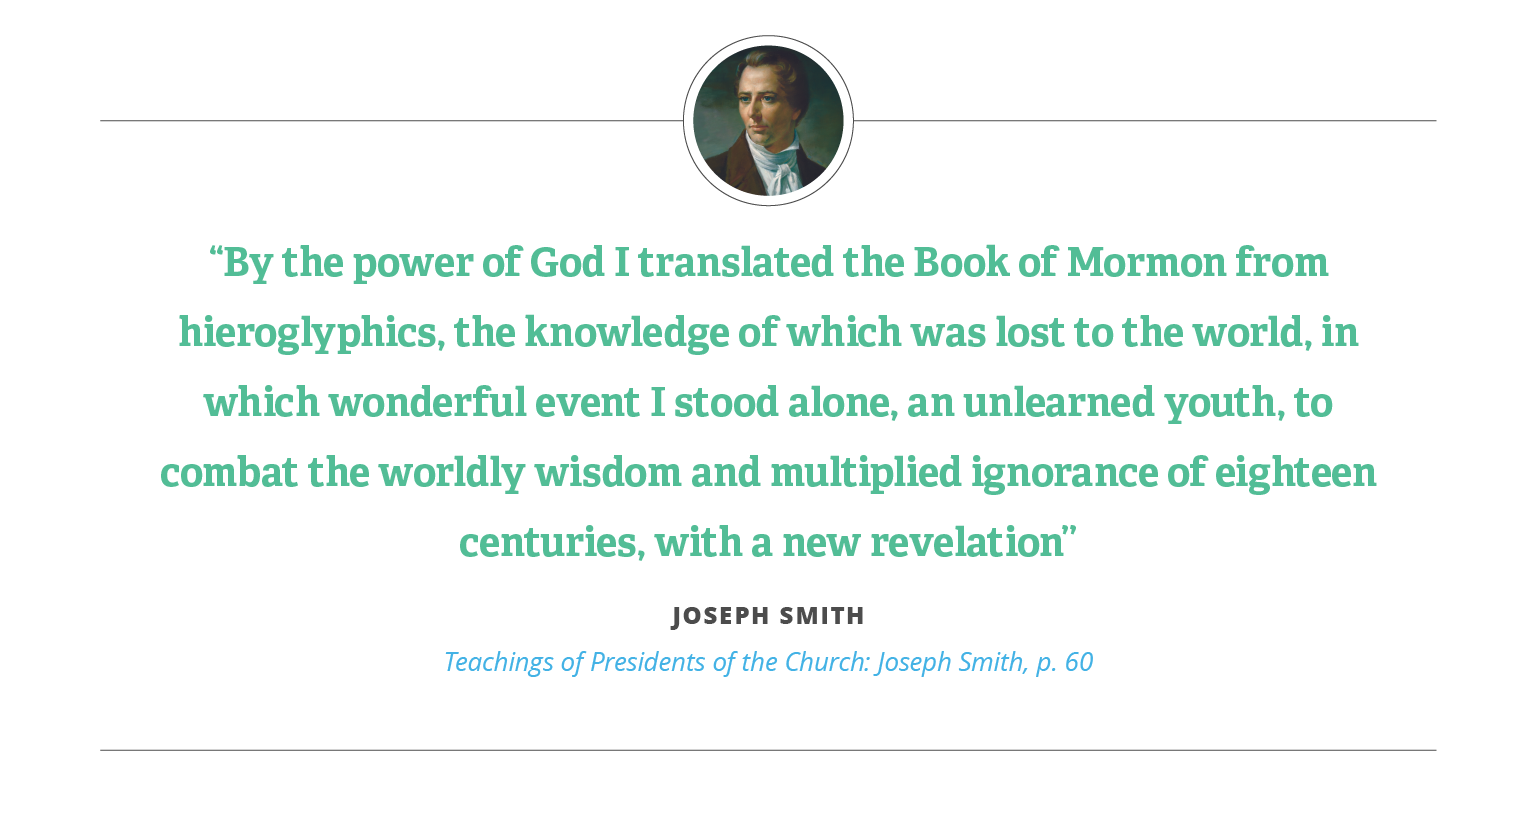 “By the power of God I translated the Book of Mormon from
hieroglyphics, the knowledge of which was lost to the world, in
which wonderful event I stood alone, an unlearned youth, to
combat the worldly wisdom and multiplied ignorance of eighteen
centuries, with a new revelation”
JOSEPH SMITH
Teachings of Presidents of the Church: Joseph Smith, p. 60